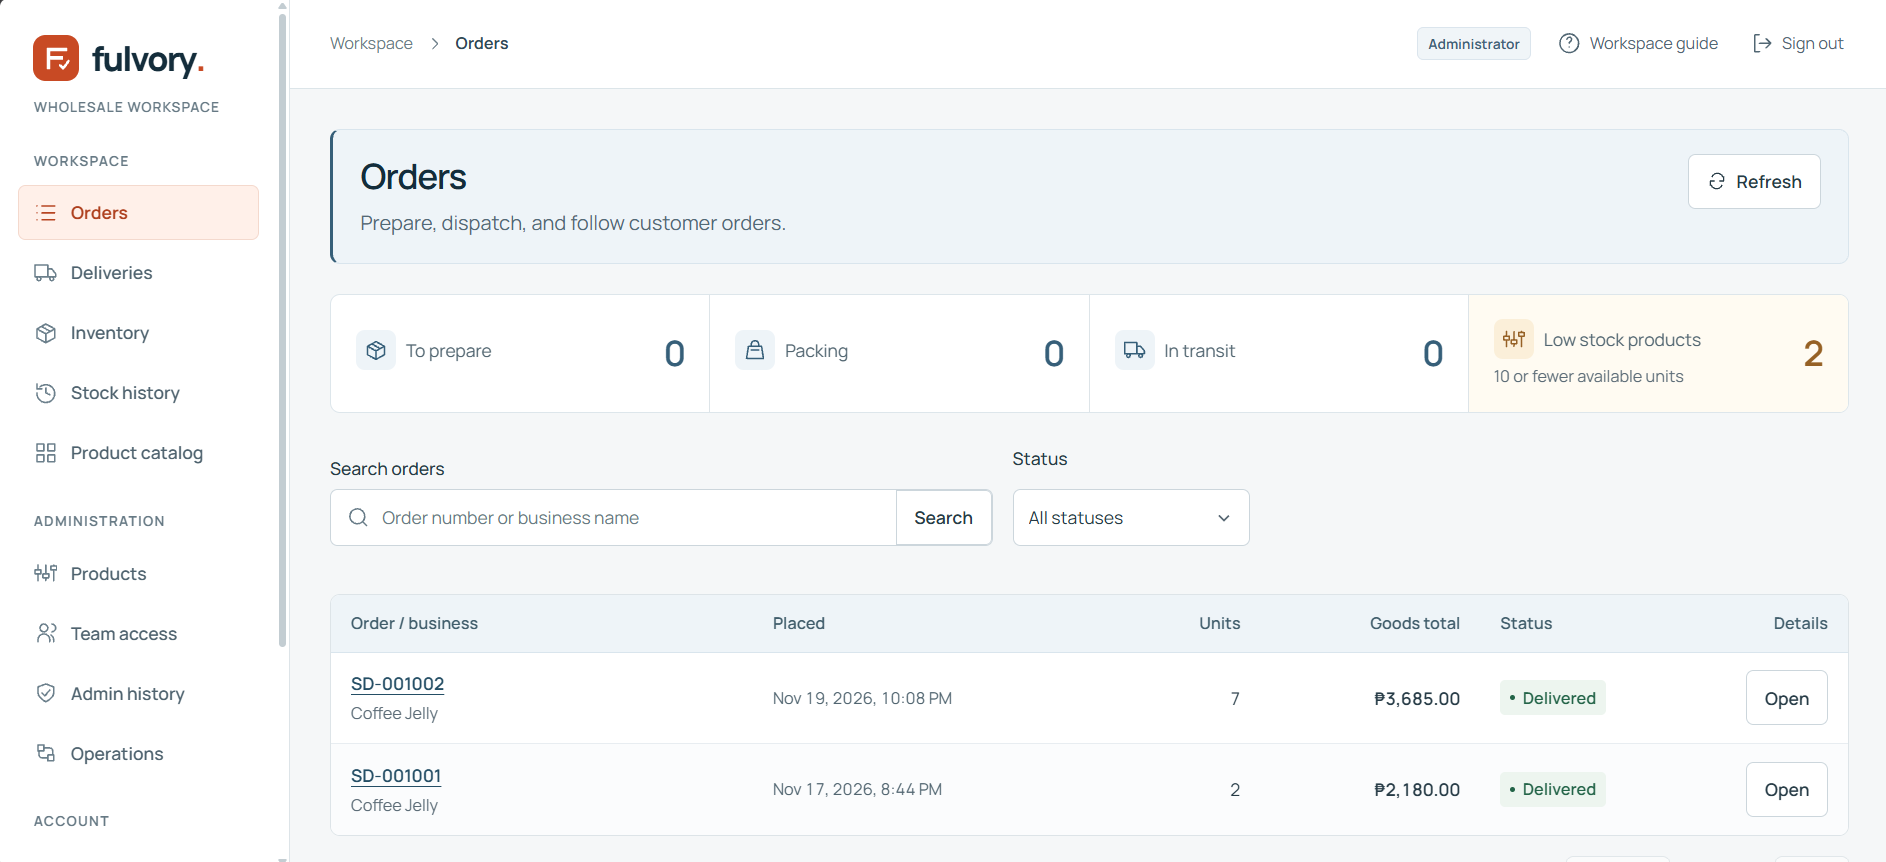 fulvory.
WHOLESALE WORKSPACE
WORKSPACE
Orders
Deliveries
Inventory
Stock history
Product catalog
ADMINISTRATION
Products
Team access
Admin history
Operations
ACCOUNT
Workspace > Orders
Administrator
Workspace guide
Sign out
Orders
Prepare, dispatch, and follow customer orders.
Refresh
To prepare 0
Packing 0
In transit 0
Low stock products 2
10 or fewer available units
Search orders
Order number or business name
Search
Status
All statuses
Order / business Placed Units Goods total Status Details
SD-001002
Coffee Jelly
Nov 19, 2026, 10:08 PM 7 ₱3,685.00 • Delivered Open
SD-001001
Coffee Jelly
Nov 17, 2026, 8:44 PM 2 ₱2,180.00 • Delivered Open